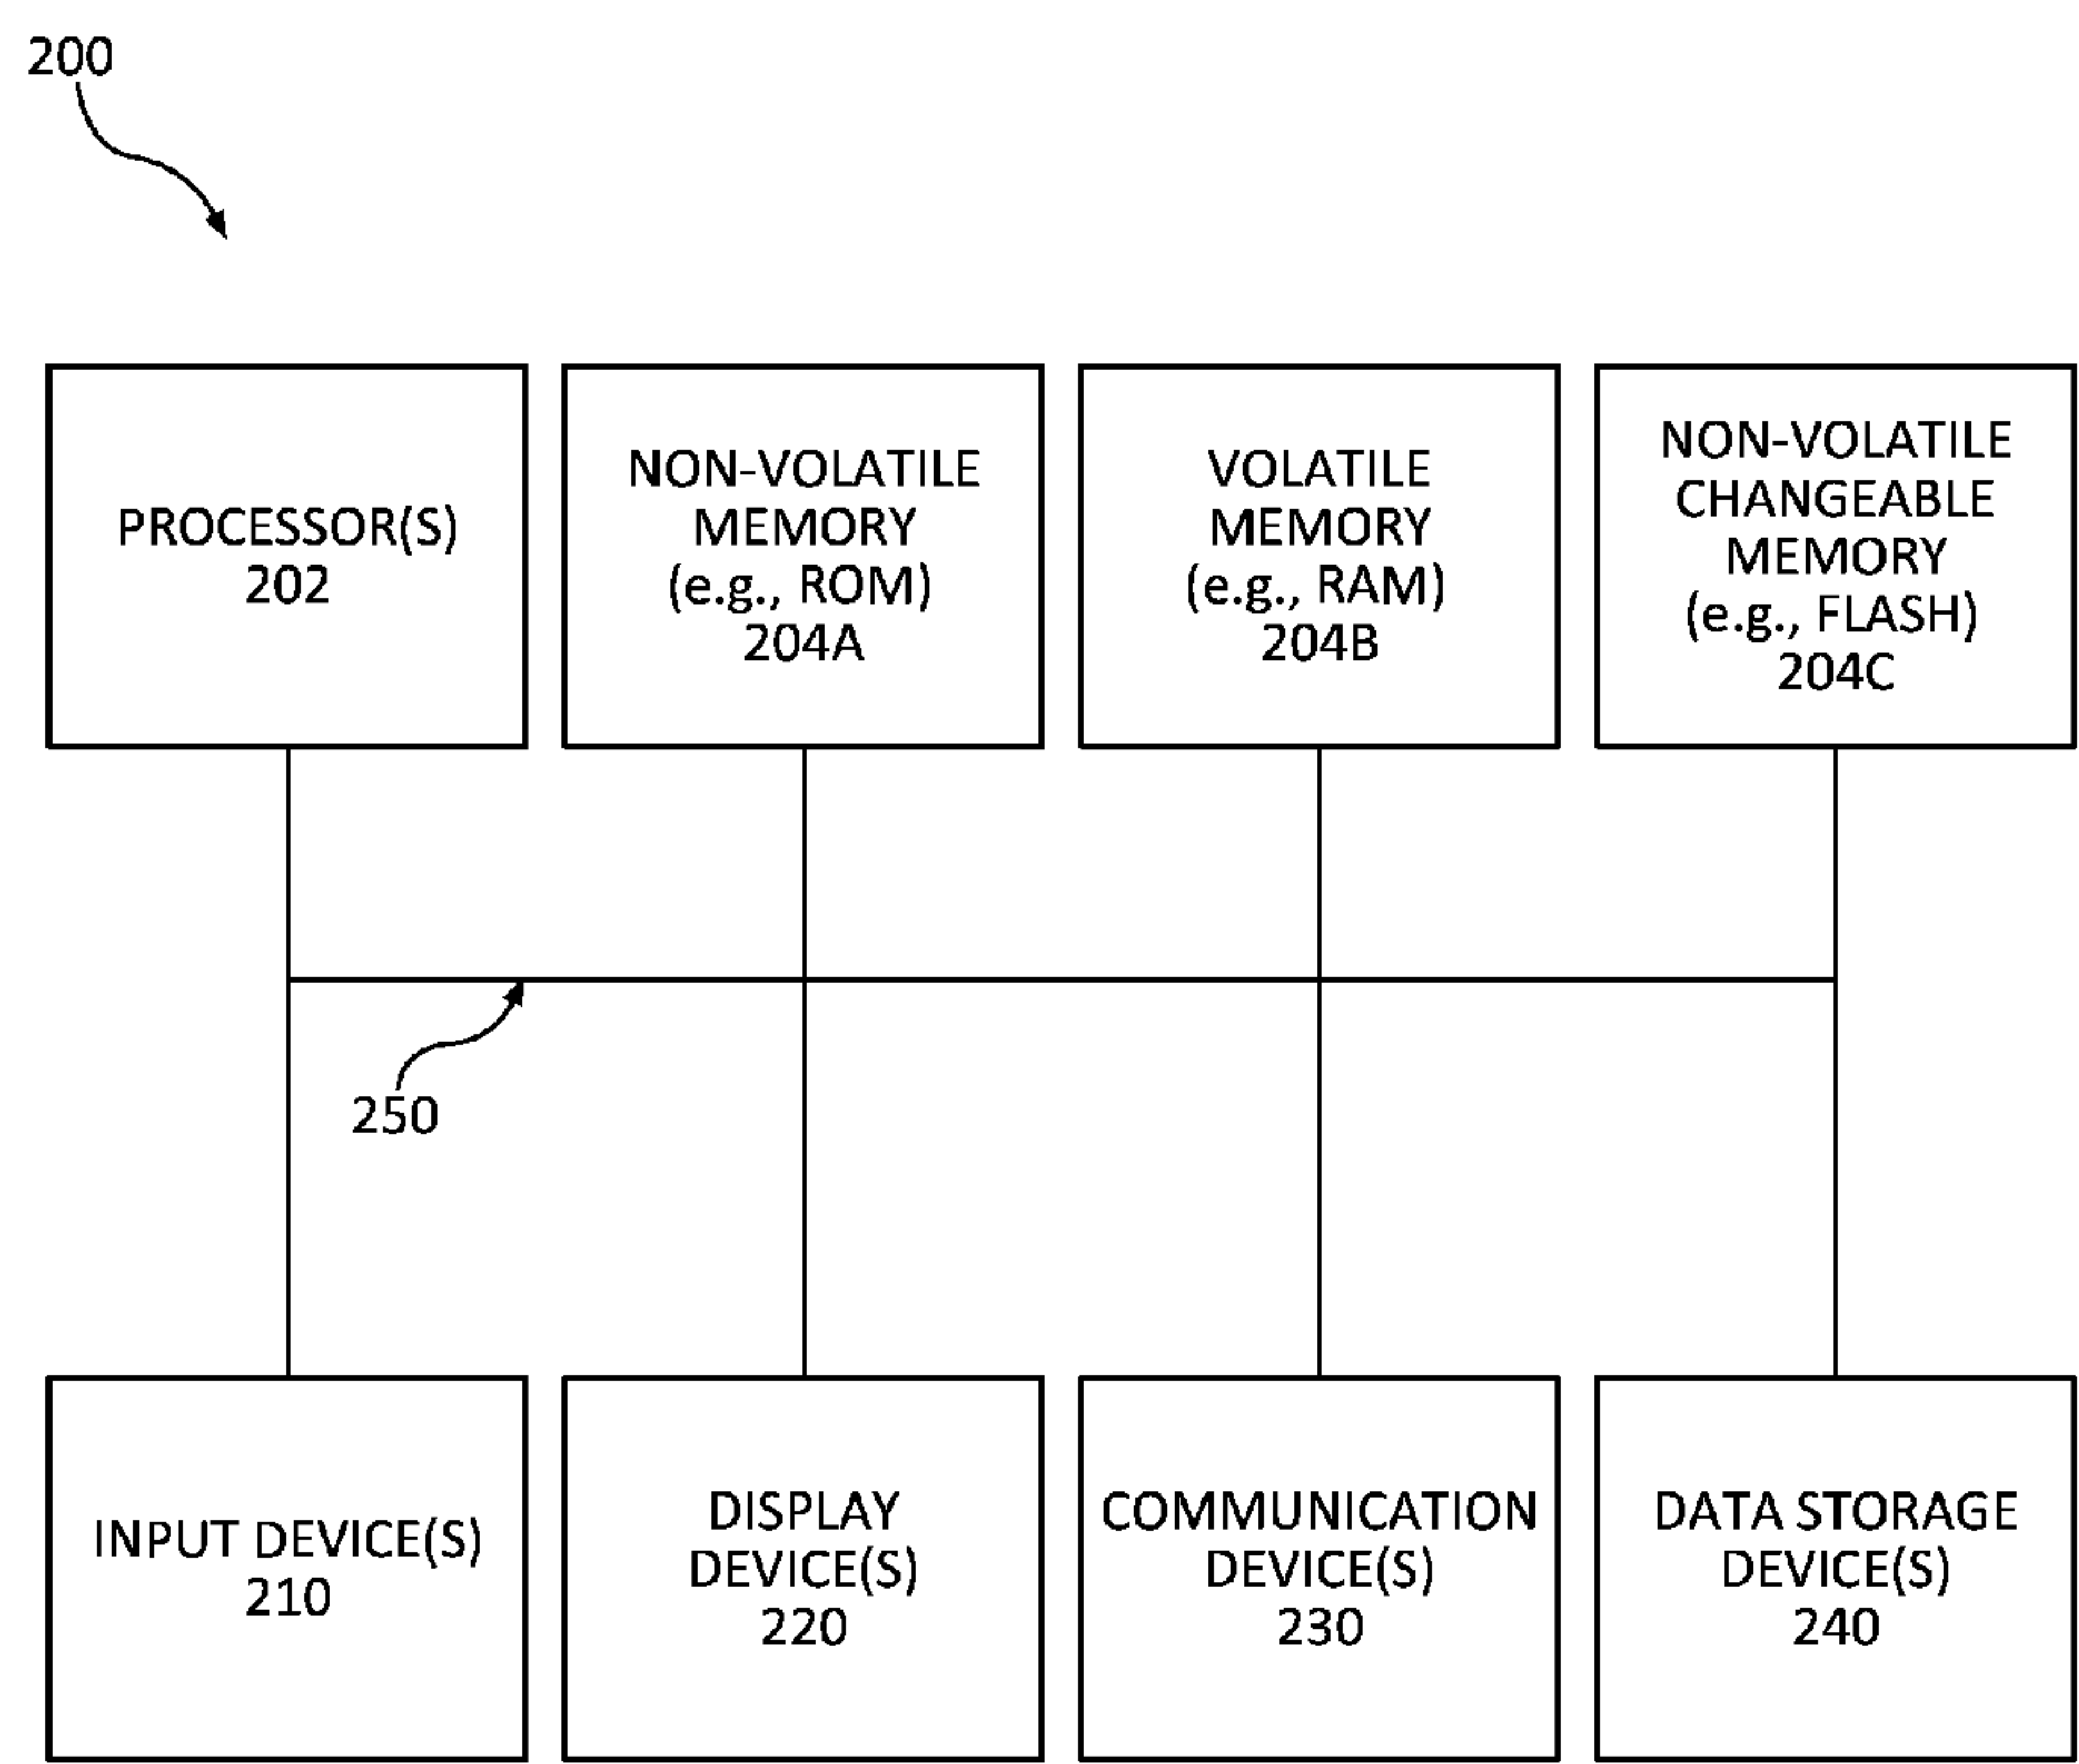 200
PROCESSOR(S)
202
NON-VOLATILE
MEMORY
(e.g., ROM)
204A
VOLATILE
MEMORY
(e.g., RAM)
204B
NON-VOLATILE
CHANGEABLE
MEMORY
(e.g., FLASH)
204C
250
INPUT DEVICE(S)
210
DISPLAY
DEVICE(S)
220
COMMUNICATION
DEVICE(S)
230
DATA STORAGE
DEVICE(S)
240